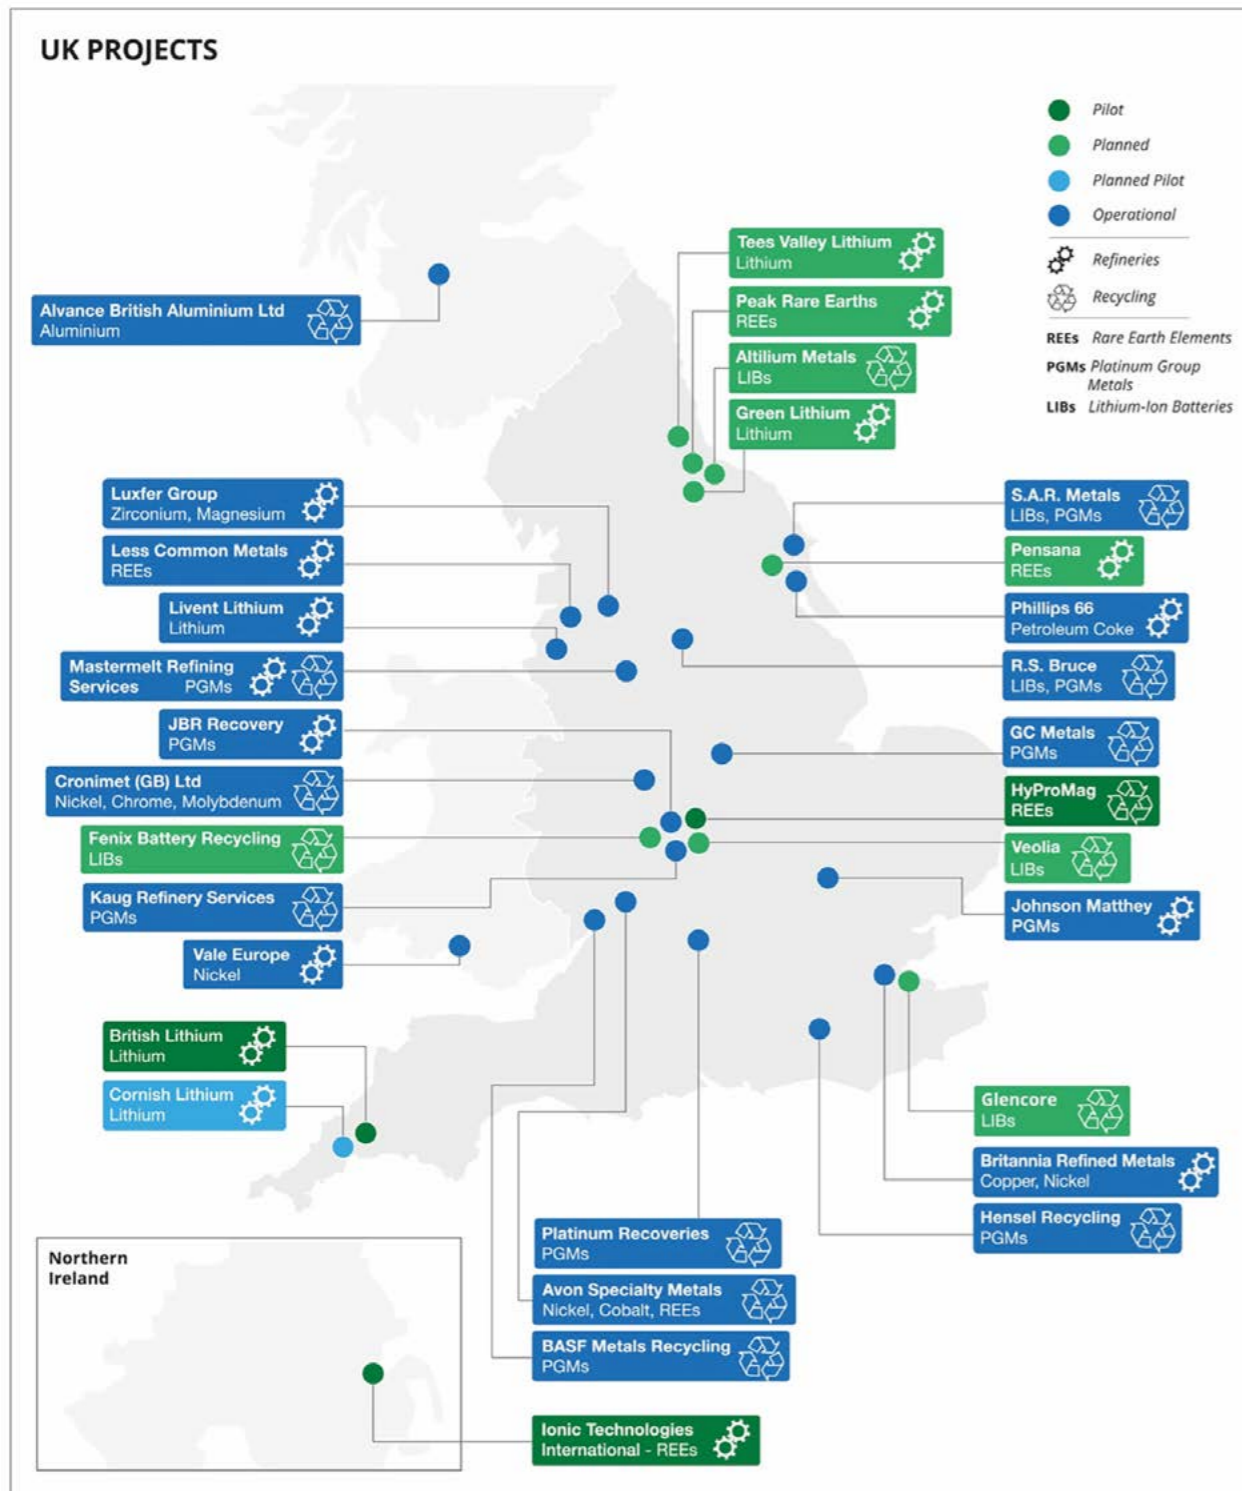 UK PROJECTS
Pilot
Planned
Planned Pilot
Operational
Refineries
Recycling
REEs Rare Earth Elements
PGMs Platinum Group
Metals
LIBs Lithium-Ion Batteries
Tees Valley Lithium
Lithium
Peak Rare Earths
REEs
Altilium Metals
LIBs
Green Lithium
Lithium
Alvance British Aluminium Ltd
Aluminium
Luxfer Group
Zirconium, Magnesium
Less Common Metals
REEs
Livent Lithium
Lithium
Mastermelt Refining
Services PGMs
JBR Recovery
PGMs
Cronimet (GB) Ltd
Nickel, Chrome, Molybdenum
Fenix Battery Recycling
LIBs
Kaug Refinery Services
PGMs
Vale Europe
Nickel
British Lithium
Lithium
Cornish Lithium
Lithium
S.A.R. Metals
LIBs, PGMs
Pensana
REEs
Phillips 66
Petroleum Coke
R.S. Bruce
LIBs, PGMs
GC Metals
PGMs
HyProMag
REEs
Veolia
LIBs
Johnson Matthey
PGMs
Glencore
LIBs
Britannia Refined Metals
Copper, Nickel
Hensel Recycling
PGMs
Platinum Recoveries
PGMs
Avon Specialty Metals
Nickel, Cobalt, REEs
BASF Metals Recycling
PGMs
Northern
Ireland
Ionic Technologies
International - REEs